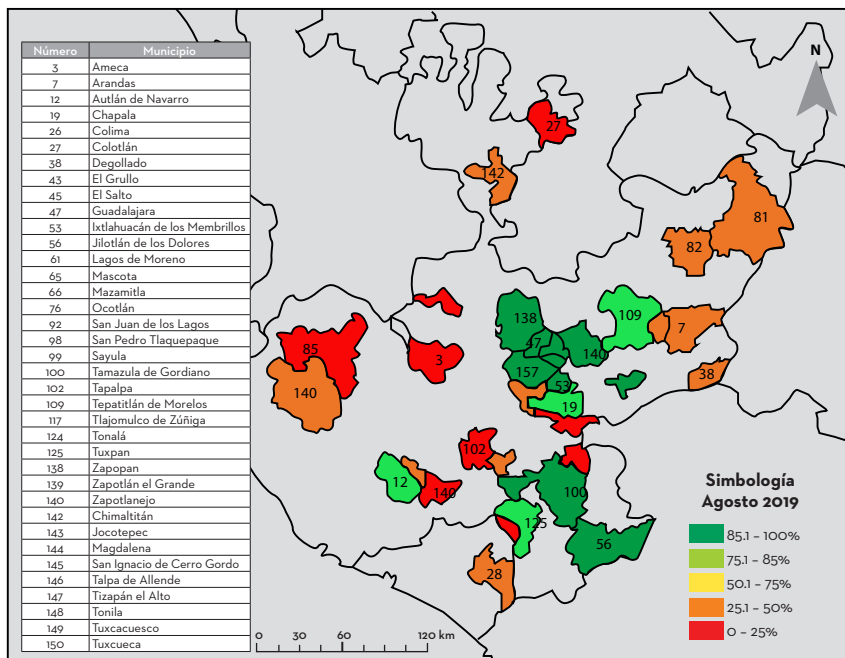 Número Municipio
3 Ameca
7 Arandas
12 Autlán de Navarro
19 Chapala
26 Colima
27 Colotlán
38 Degollado
43 El Grullo
45 El Salto
47 Guadalajara
53 Ixtlahuacán de los Membrillos
56 Jilotlán de los Dolores
61 Lagos de Moreno
65 Mascota
66 Mazamitla
76 Ocotlán
92 San Juan de los Lagos
98 San Pedro Tlaquepaque
99 Sayula
100 Tamazula de Gordiano
102 Tapalpa
109 Tepatitlán de Morelos
117 Tlajomulco de Zúñiga
124 Tonalá
125 Tuxpan
138 Zapopan
139 Zapotlán el Grande
140 Zapotlanejo
142 Chimaltitán
143 Jocotepec
144 Magdalena
145 San Ignacio de Cerro Gordo
146 Talpa de Allende
147 Tizapán el Alto
148 Tonila
149 Tuxcacuesco
150 Tuxcueca
N
27
142
81
82
138
109
7
47
140
85
3
157
38
532
140
19
102
12
140
100
125
56
28
Simbología
Agosto 2019
85.1 – 100%
75.1 – 85%
50.1 – 75%
25.1 – 50%
0 – 25%
0 30 60 120 km